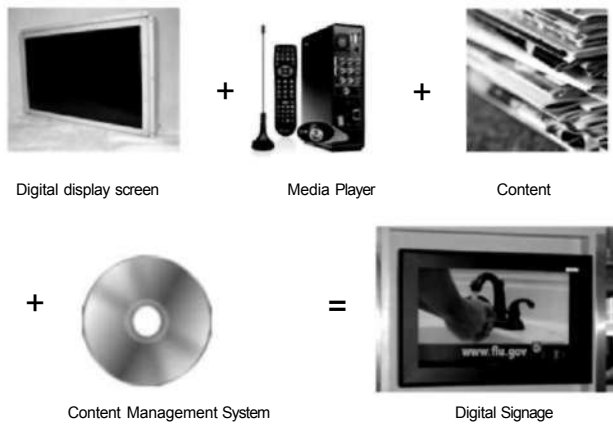 +
+
Digital display screen
Media Player
Content
+
=
www.flu.gov
Content Management System
Digital Signage